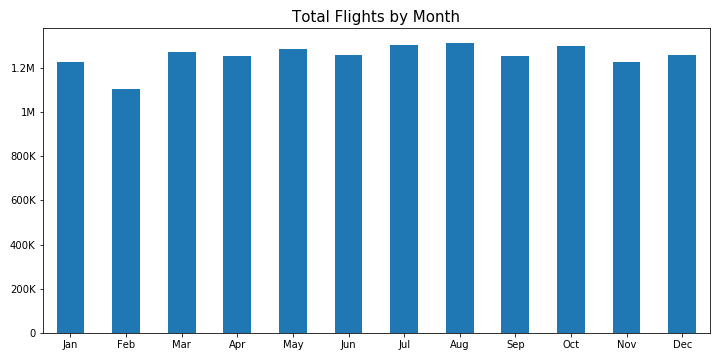 Total Flights by Month
1.2M
1M
800K
600K
400K
200K
0
Jan Feb Mar Apr May Jun Jul Aug Sep Oct Nov Dec